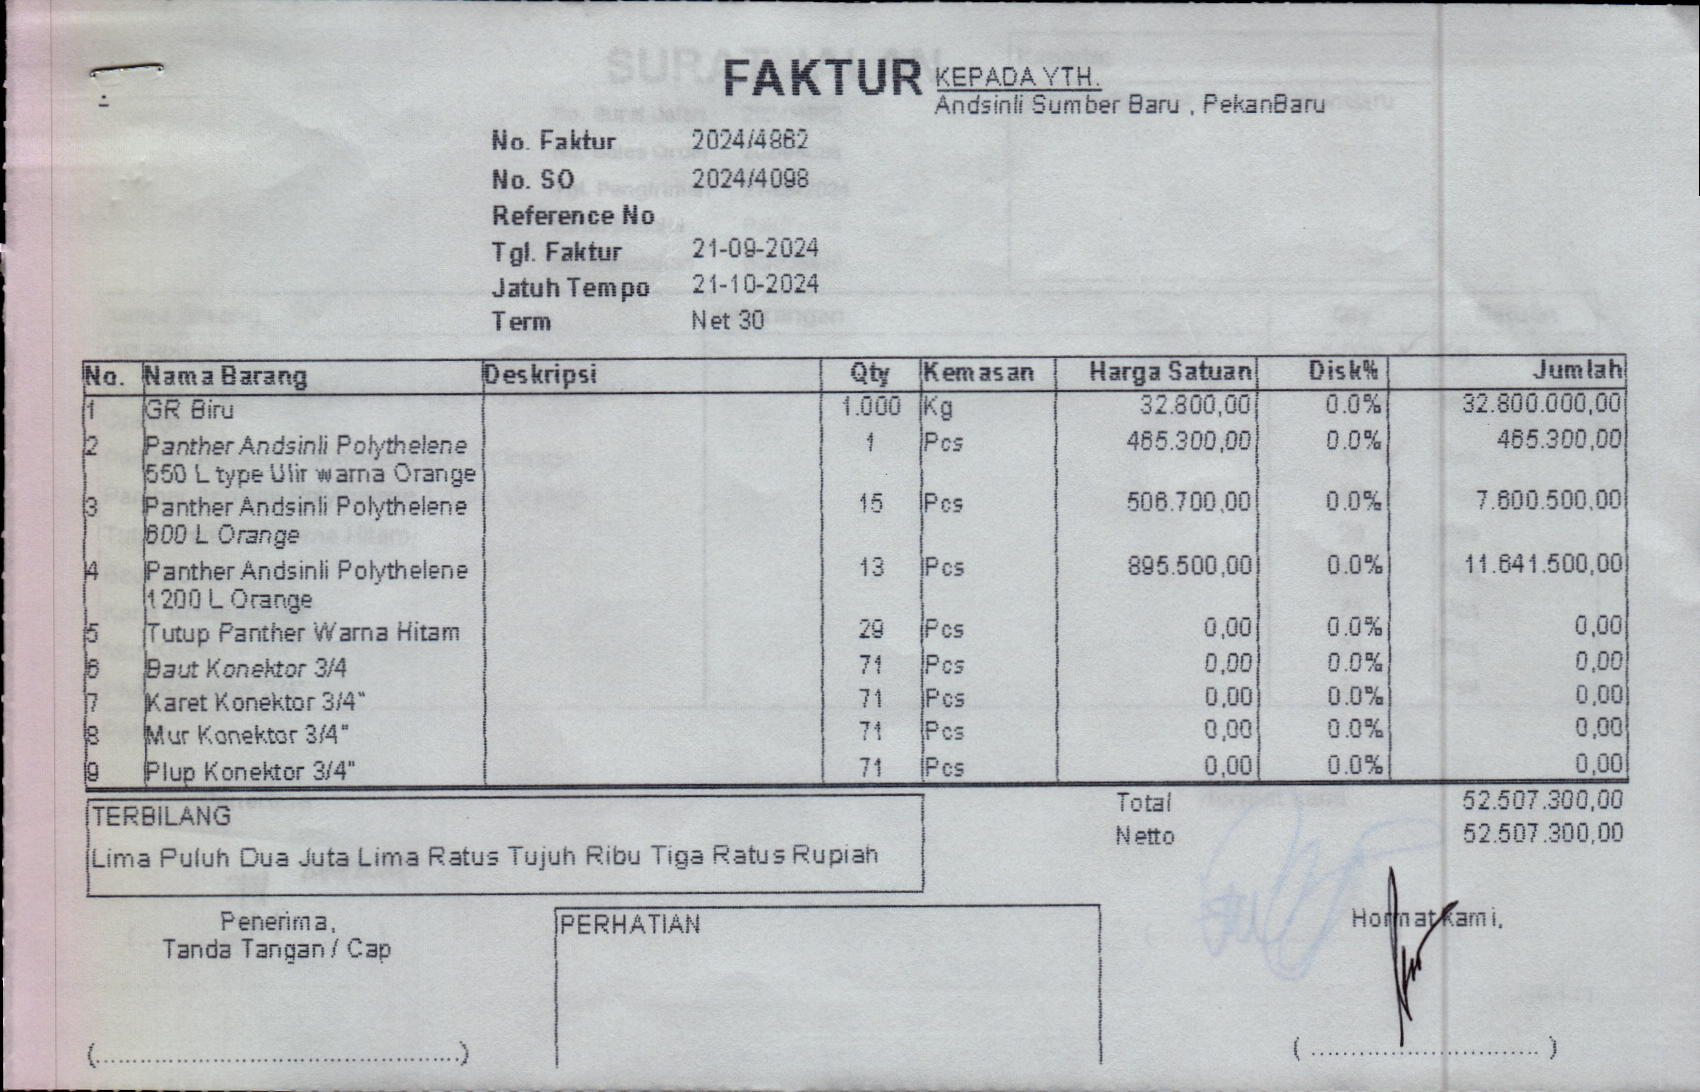 FAKTUR
KEPADA YTH.
Andsinli Sumber Baru , PekanBaru
No. Faktur 2024/4862
No. SO 2024/4098
Reference No
Tgl. Faktur 21-09-2024
Jatuh Tempo 21-10-2024
Term Net 30
No. Nama Barang Deskripsi Qty Kemasan Harga Satuan Disk% Jumlah
1 GR Biru 1.000 Kg 32.800,00 0.0% 32.800.000,00
2 Panther Andsinli Polythelene 1 Pcs 465.300,00 0.0% 465.300,00
550 L type Ulir warna Orange
3 Panther Andsinli Polythelene 15 Pcs 506.700,00 0.0% 7.600.500,00
600 L Orange
4 Panther Andsinli Polythelene 13 Pcs 895.500,00 0.0% 11.641.500,00
1200 L Orange
5 Tutup Panther Warna Hitam 29 Pcs 0,00 0.0% 0,00
6 Baut Konektor 3/4 71 Pcs 0,00 0.0% 0,00
7 Karet Konektor 3/4" 71 Pcs 0,00 0.0% 0,00
8 Mur Konektor 3/4" 71 Pcs 0,00 0.0% 0,00
9 Plup Konektor 3/4" 71 Pcs 0,00 0.0% 0,00
Total 52.507.300,00
Netto 52.507.300,00
TERBILANG
Lima Puluh Dua Juta Lima Ratus Tujuh Ribu Tiga Ratus Rupiah
Penerima,
Tanda Tangan / Cap
PERHATIAN
Hormat Kami,
(................................................)
( .............................. )